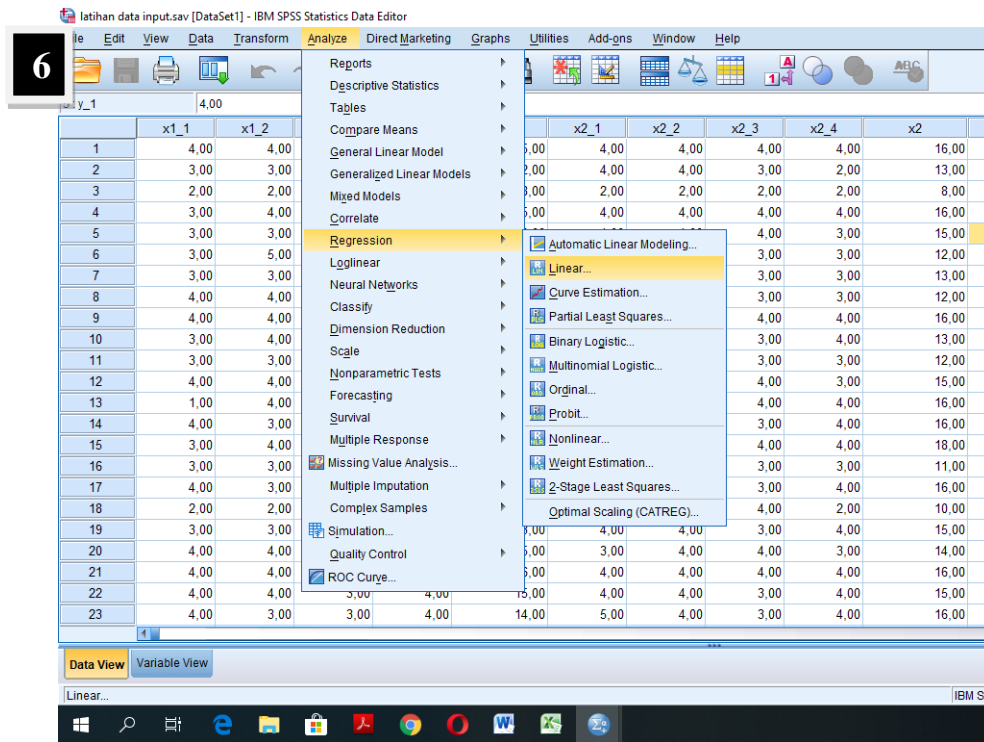 latihan data input.sav [DataSet1] - IBM SPSS Statistics Data Editor
6
le Edit View Data Transform Analyze Direct Marketing Graphs Utilities Add-ons Window Help
y_1 4,00
x1_1 x1_2 x2_1 x2_2 x2_3 x2_4 x2
1 4,00 4,00 5,00 4,00 4,00 4,00 4,00 16,00
2 3,00 3,00 2,00 4,00 4,00 3,00 2,00 13,00
3 2,00 2,00 3,00 2,00 2,00 2,00 2,00 8,00
4 3,00 4,00 5,00 4,00 4,00 4,00 4,00 16,00
5 3,00 3,00 4,00 3,00 15,00
6 3,00 5,00 3,00 3,00 12,00
7 3,00 3,00 3,00 3,00 13,00
8 4,00 4,00 3,00 3,00 12,00
9 4,00 4,00 4,00 4,00 16,00
10 3,00 4,00 3,00 4,00 13,00
11 3,00 4,00 3,00 3,00 12,00
12 4,00 4,00 4,00 3,00 15,00
13 1,00 4,00 4,00 4,00 16,00
14 4,00 3,00 4,00 4,00 16,00
15 3,00 4,00 4,00 4,00 18,00
16 3,00 3,00 3,00 3,00 11,00
17 4,00 3,00 3,00 4,00 16,00
18 2,00 2,00 4,00 2,00 10,00
19 3,00 3,00 3,00 4,00 4,00 3,00 4,00 15,00
20 4,00 4,00 5,00 3,00 4,00 4,00 3,00 14,00
21 4,00 4,00 5,00 4,00 4,00 4,00 4,00 16,00
22 4,00 4,00 3,00 4,00 15,00 4,00 4,00 3,00 4,00 15,00
23 4,00 3,00 3,00 4,00 14,00 5,00 4,00 3,00 4,00 16,00
Reports
Descriptive Statistics
Tables
Compare Means
General Linear Model
Generalized Linear Models
Mixed Models
Correlate
Regression
Loglinear
Neural Networks
Classify
Dimension Reduction
Scale
Nonparametric Tests
Forecasting
Survival
Multiple Response
Missing Value Analysis...
Multiple Imputation
Complex Samples
Simulation...
Quality Control
ROC Curve...
Automatic Linear Modeling...
Linear...
Curve Estimation...
Partial Least Squares...
Binary Logistic...
Multinomial Logistic...
Ordinal...
Probit...
Nonlinear...
Weight Estimation...
2-Stage Least Squares...
Optimal Scaling (CATREG)...
Data View Variable View
Linear... IBM S